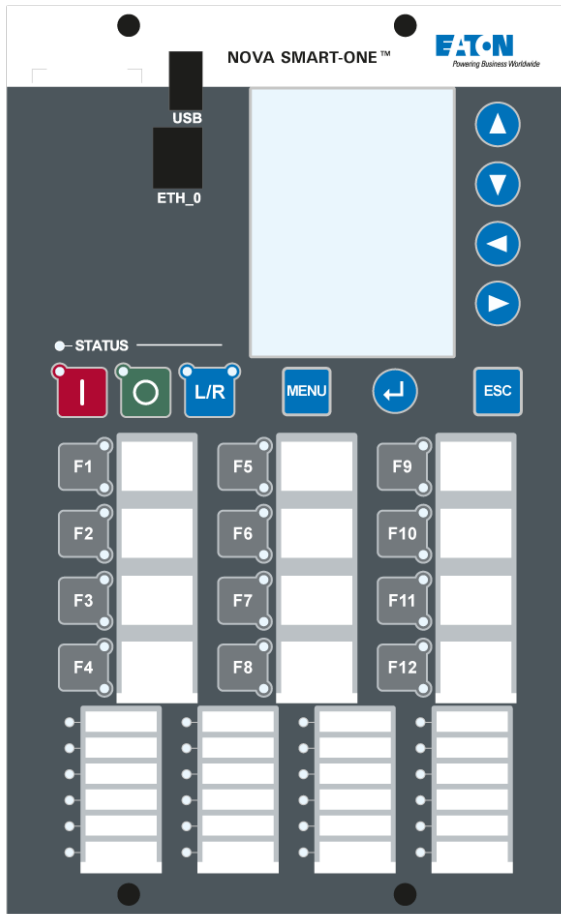 NOVA SMART-ONE™
EATON
Powering Business Worldwide
USB
ETH_0
STATUS
L/R
MENU
ESC
F1
F5
F9
F2
F6
F10
F3
F7
F11
F4
F8
F12